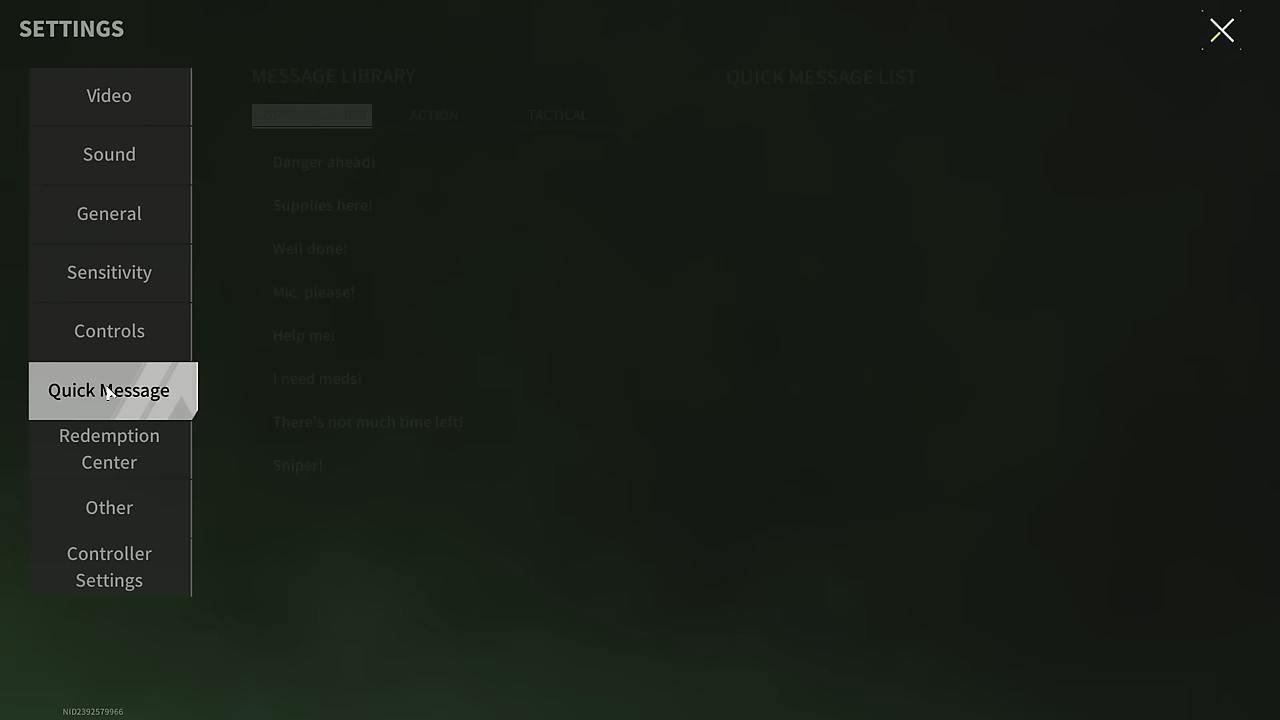 SETTINGS
Video
Sound
General
Sensitivity
Controls
Quick Message
Redemption
Center
Other
Controller
Settings
MESSAGE LIBRARY
ACTION
TACTICAL
Danger ahead!
Supplies here!
Well done!
Mic, please!
Help me!
I need meds!
There's not much time left!
Sniper!
QUICK MESSAGE LIST
NID2392579966